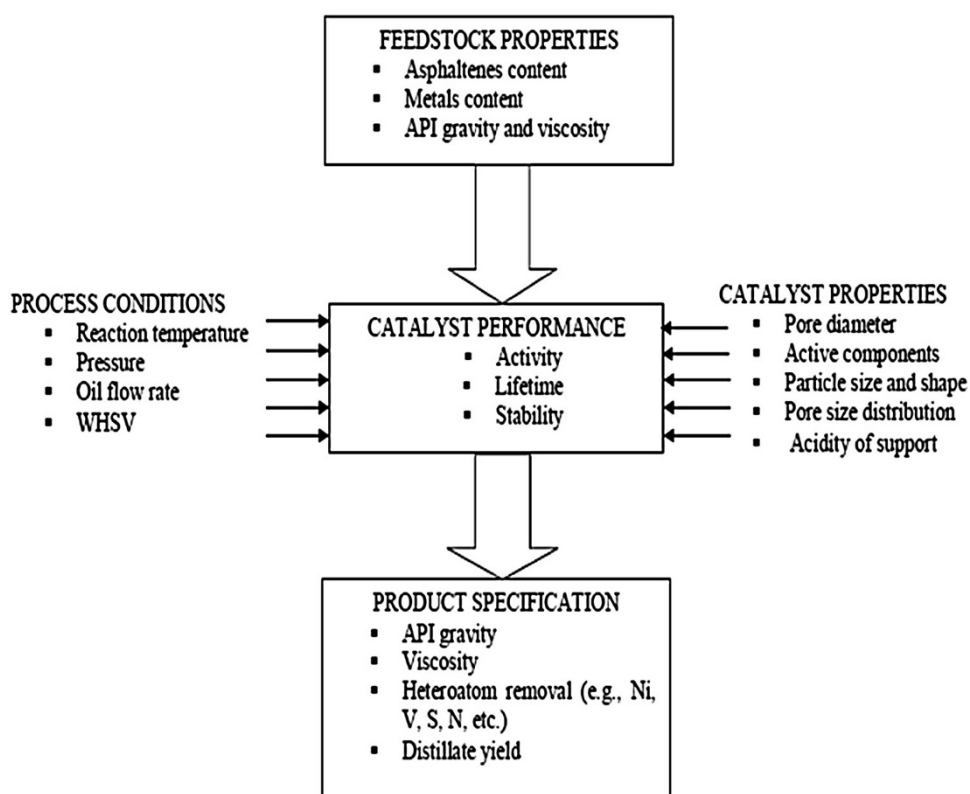 FEEDSTOCK PROPERTIES
▪ Asphaltenes content
▪ Metals content
▪ API gravity and viscosity
PROCESS CONDITIONS
▪ Reaction temperature
▪ Pressure
▪ Oil flow rate
▪ WHSV
CATALYST PERFORMANCE
▪ Activity
▪ Lifetime
▪ Stability
CATALYST PROPERTIES
▪ Pore diameter
▪ Active components
▪ Particle size and shape
▪ Pore size distribution
▪ Acidity of support
PRODUCT SPECIFICATION
▪ API gravity
▪ Viscosity
▪ Heteroatom removal (e.g., Ni,
V, S, N, etc.)
▪ Distillate yield